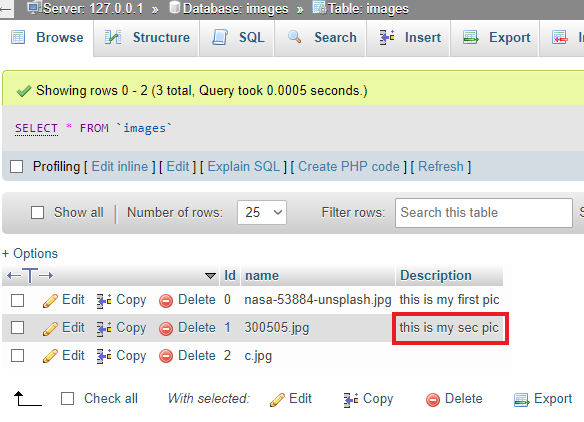 Server: 127.0.0.1 » Database: images » Table: images
Browse Structure SQL Search Insert Export
Showing rows 0 - 2 (3 total, Query took 0.0005 seconds.)
SELECT * FROM `images`
Profiling [ Edit inline ] [ Edit ] [ Explain SQL ] [ Create PHP code ] [ Refresh ]
Show all | Number of rows: 25 Filter rows: Search this table
+ Options
←T→ Id name Description
Edit Copy Delete 0 nasa-53884-unsplash.jpg this is my first pic
Edit Copy Delete 1 300505.jpg this is my sec pic
Edit Copy Delete 2 c.jpg
Check all With selected: Edit Copy Delete Export